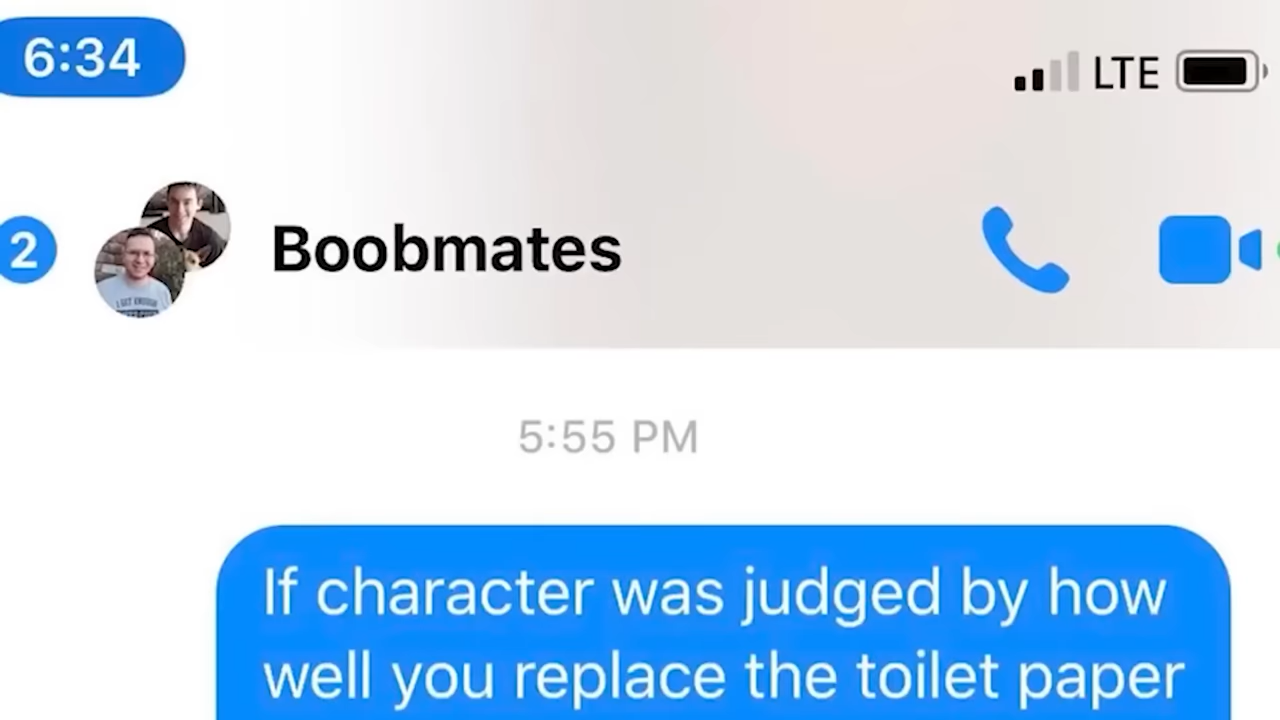 6:34
LTE
2
Boobmates
5:55 PM
If character was judged by how
well you replace the toilet paper